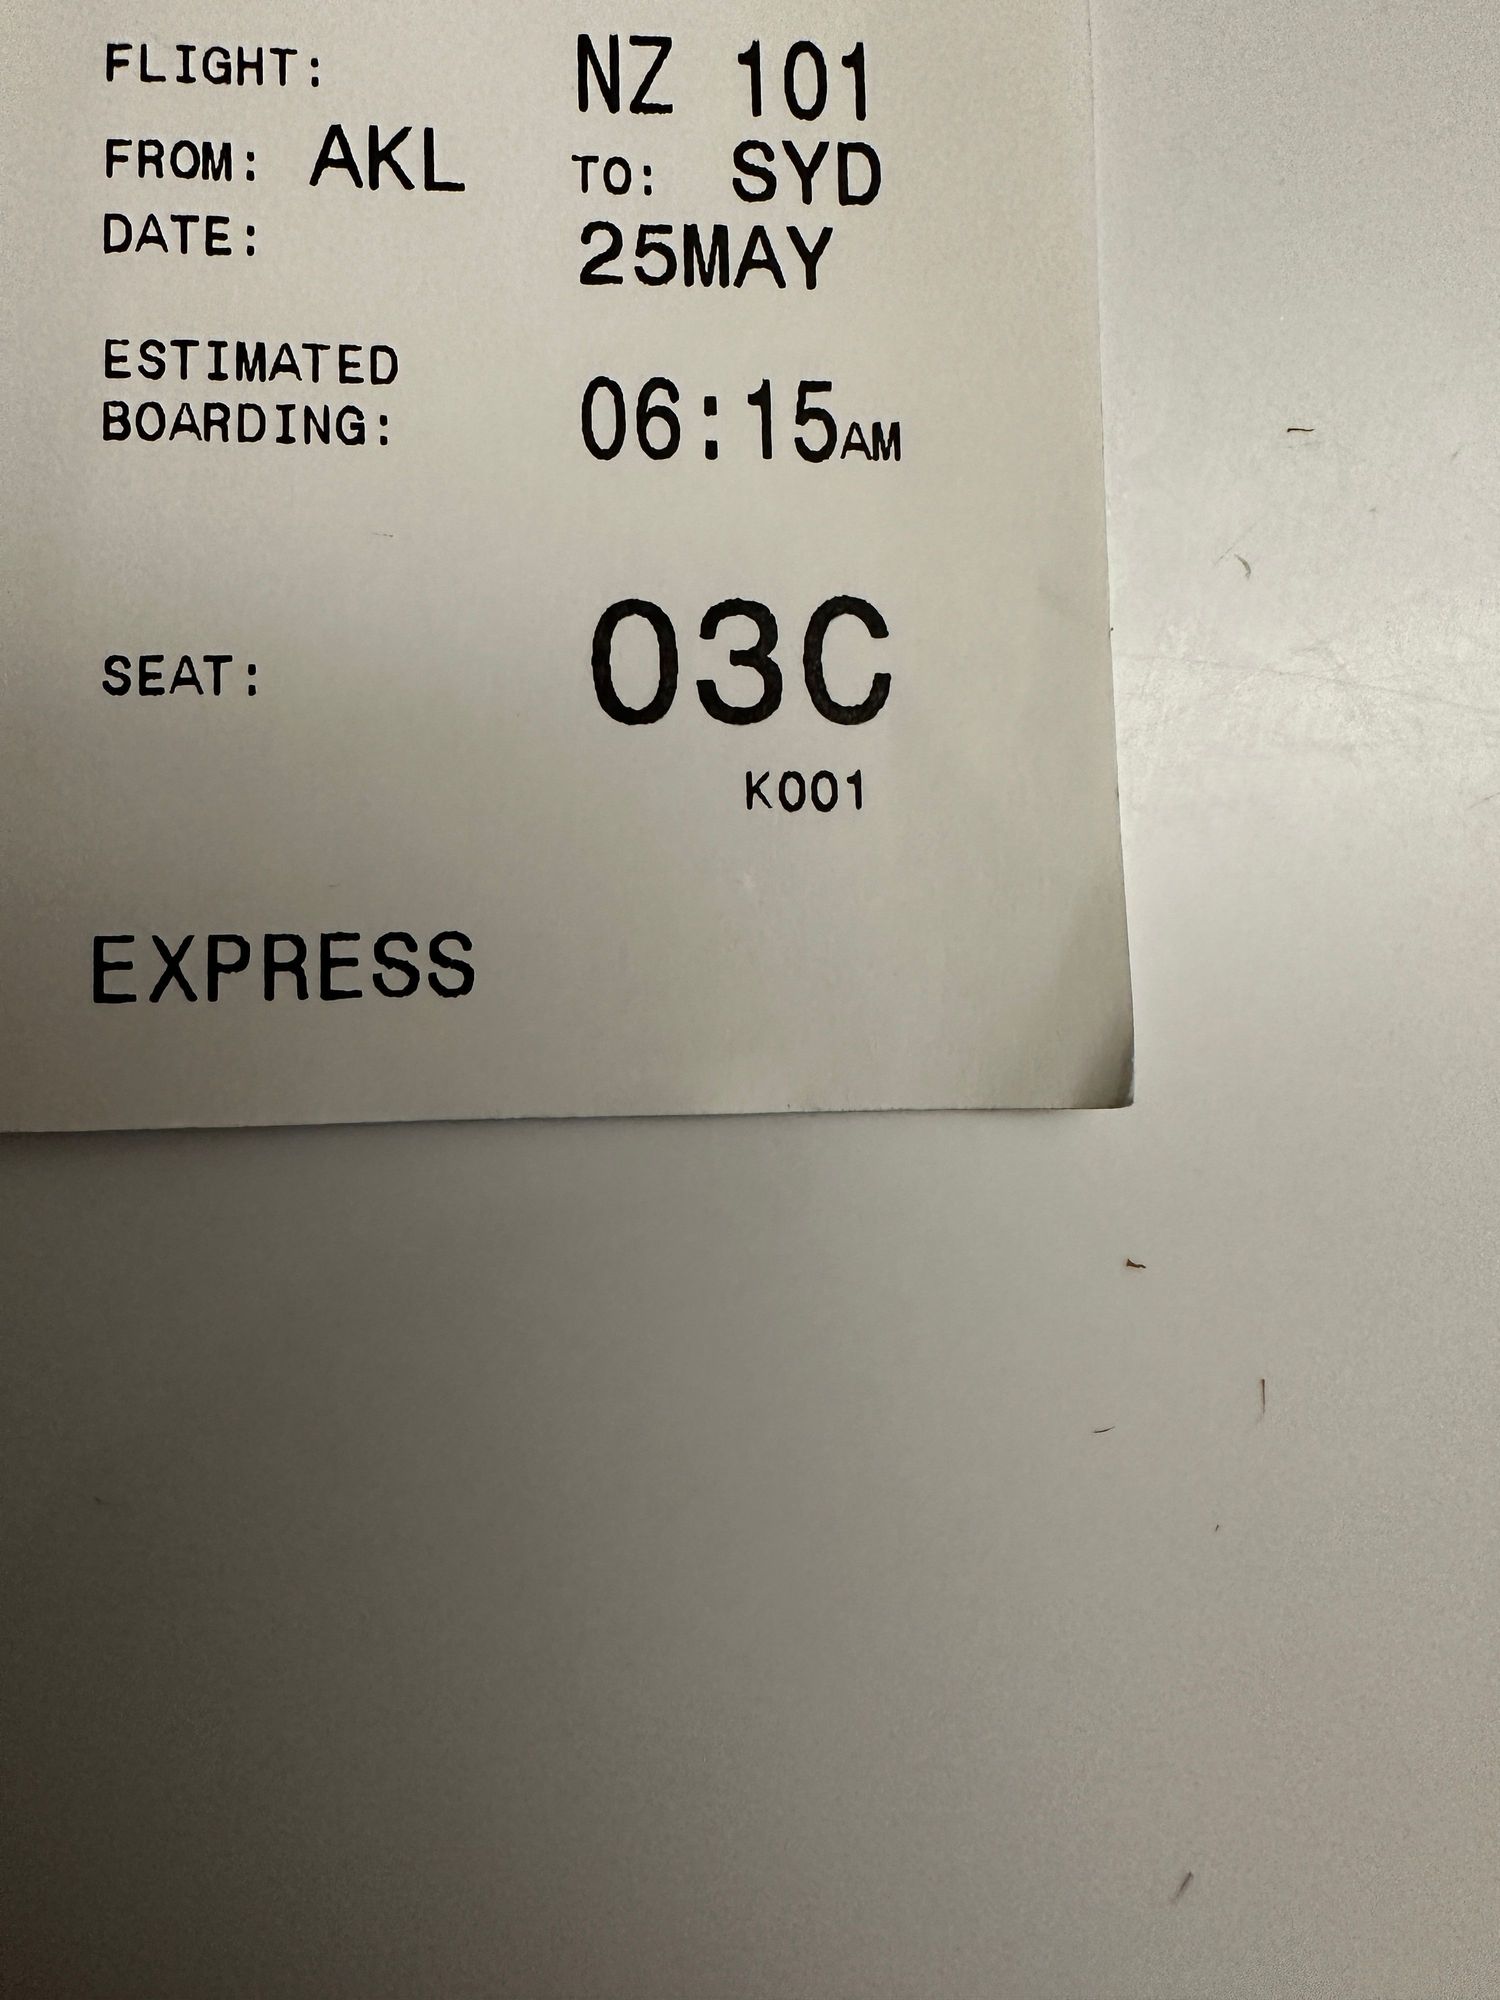 FLIGHT: NZ 101
FROM: AKL TO: SYD
DATE: 25MAY
ESTIMATED
BOARDING: 06:15AM
SEAT: 03C
K001
EXPRESS